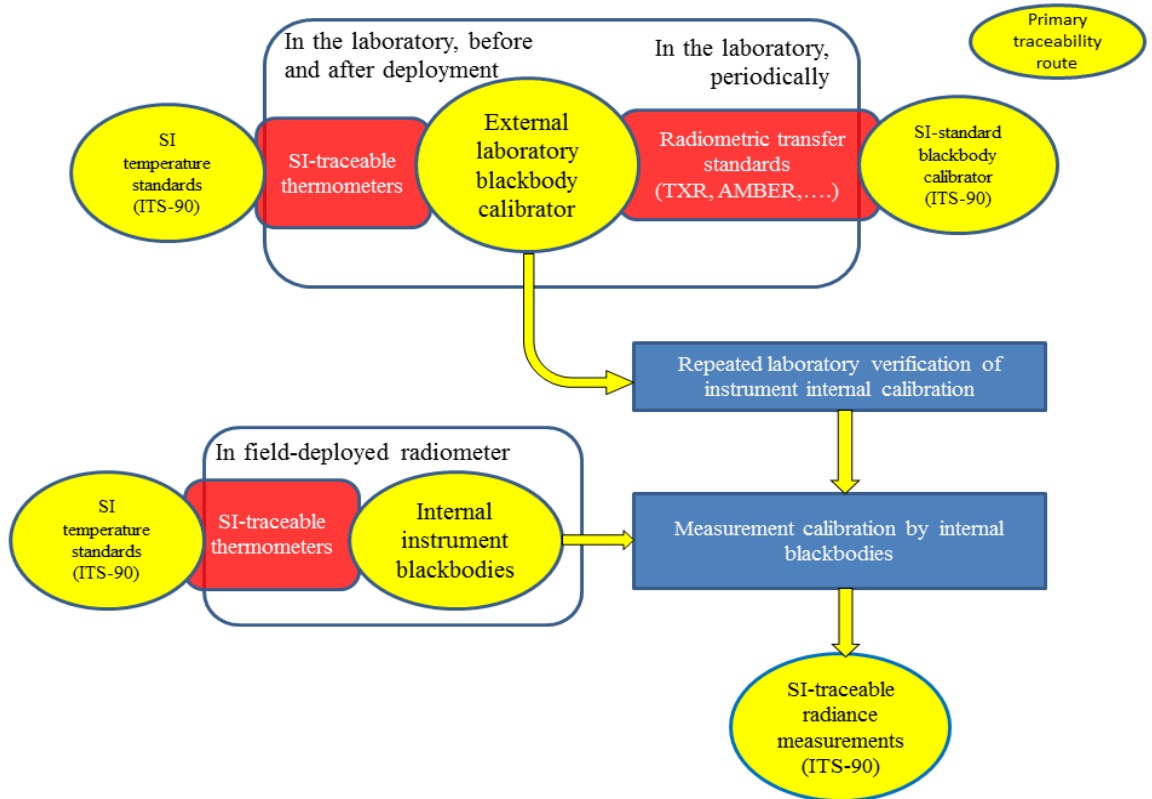 Primary
traceability
route
In the laboratory, before
and after deployment
In the laboratory,
periodically
SI
temperature
standards
(ITS-90)
SI-traceable
thermometers
External
laboratory
blackbody
calibrator
Radiometric transfer
standards
(TXR, AMBER,….)
SI-standard
blackbody
calibrator
(ITS-90)
Repeated laboratory verification of
instrument internal calibration
In field-deployed radiometer
SI
temperature
standards
(ITS-90)
SI-traceable
thermometers
Internal
instrument
blackbodies
Measurement calibration by internal
blackbodies
SI-traceable
radiance
measurements
(ITS-90)